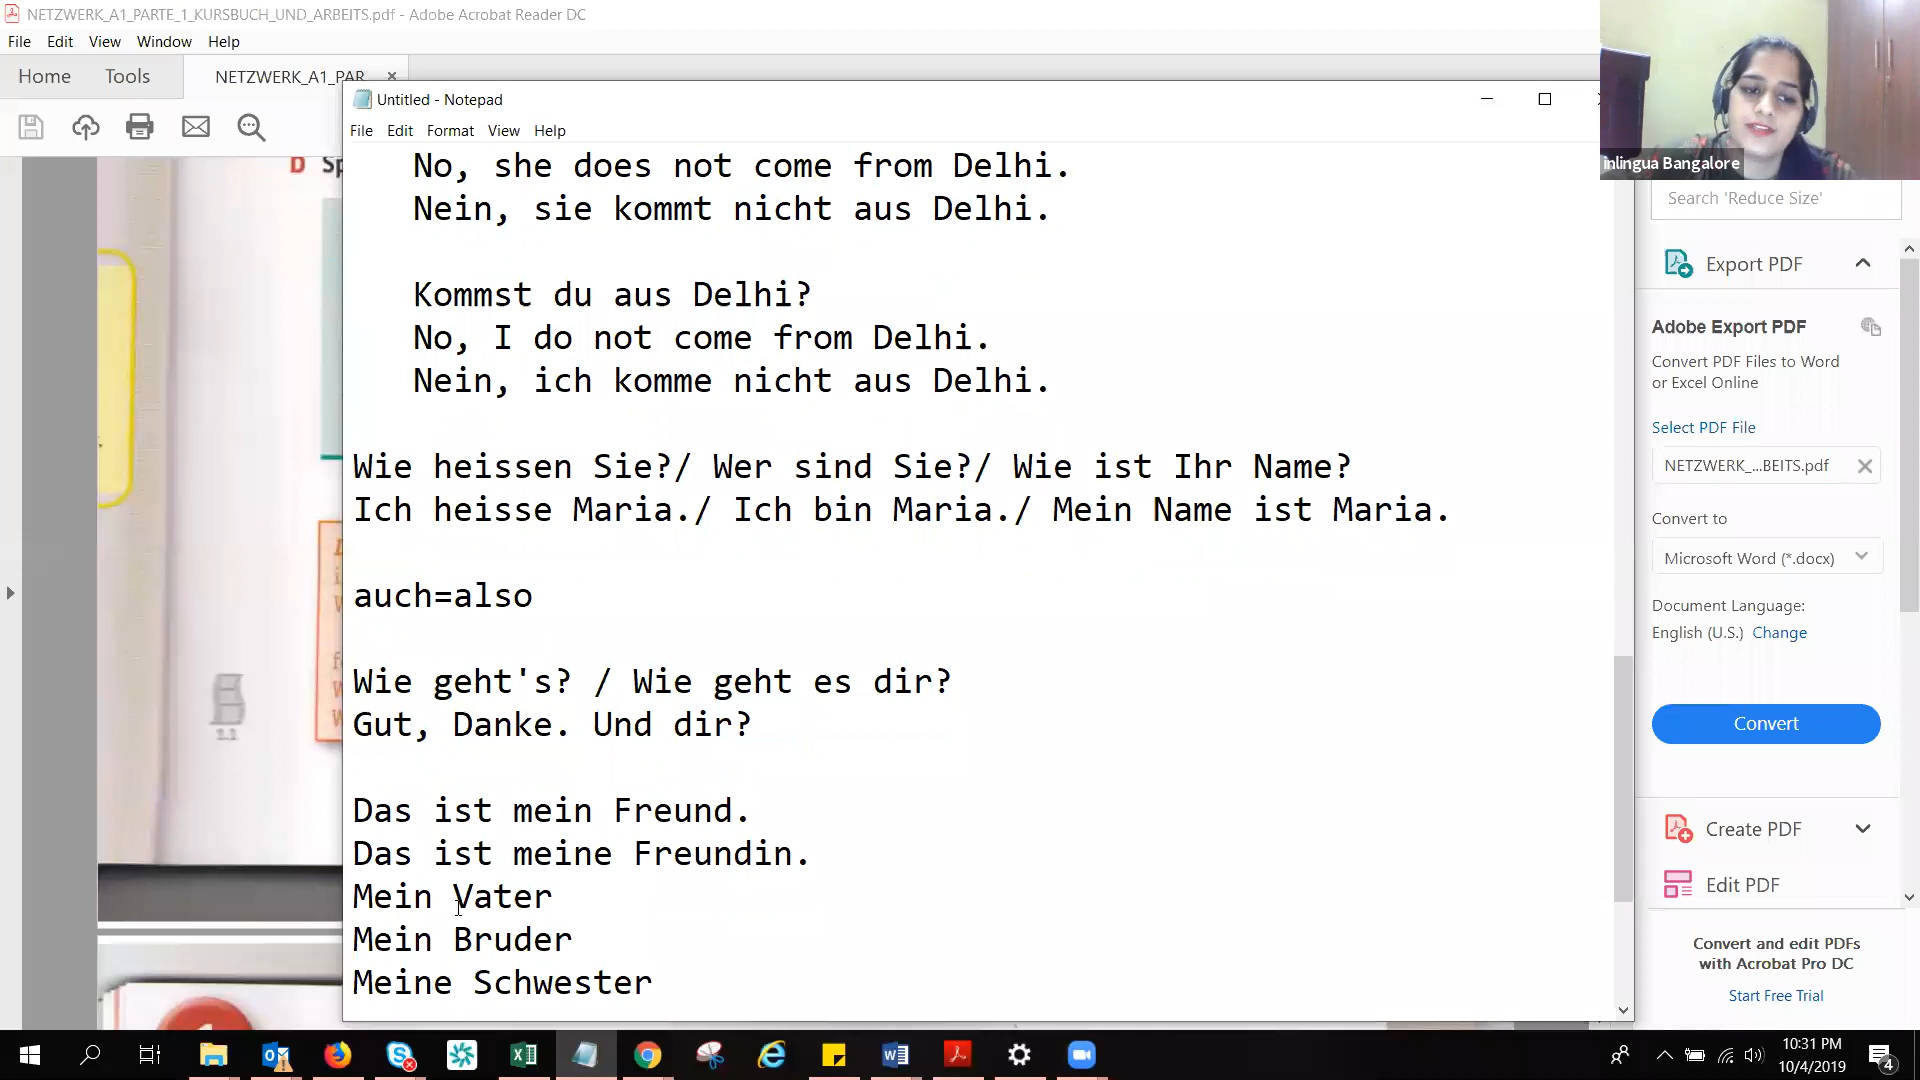 NETZWERK_A1_PARTE_1_KURSBUCH_UND_ARBEITS.pdf - Adobe Acrobat Reader DC
File Edit View Window Help
Home Tools NETZWERK_A1_PAR...
Untitled - Notepad
File Edit Format View Help
inlingua Bangalore
b Sp
No, she does not come from Delhi.
Nein, sie kommt nicht aus Delhi.
Kommst du aus Delhi?
No, I do not come from Delhi.
Nein, ich komme nicht aus Delhi.
Wie heissen Sie?/ Wer sind Sie?/ Wie ist Ihr Name?
Ich heisse Maria./ Ich bin Maria./ Mein Name ist Maria.
auch=also
Wie geht's? / Wie geht es dir?
Gut, Danke. Und dir?
Das ist mein Freund.
Das ist meine Freundin.
Mein Vater
Mein Bruder
Meine Schwester
1.1
Search 'Reduce Size'
Export PDF
Adobe Export PDF
Convert PDF Files to Word
or Excel Online
Select PDF File
NETZWERK_...BEITS.pdf
Convert to
Microsoft Word (*.docx)
Document Language:
English (U.S.) Change
Convert
Create PDF
Edit PDF
Convert and edit PDFs
with Acrobat Pro DC
Start Free Trial
10:31 PM
10/4/2019
4